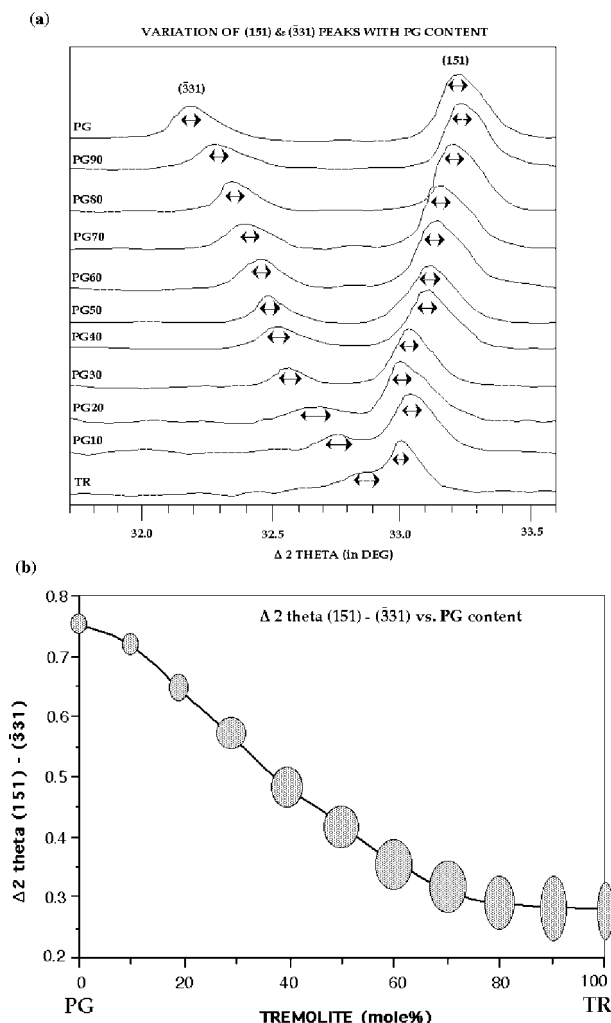 (a)
VARIATION OF (151) & (3̄31) PEAKS WITH PG CONTENT
(151)
(3̄31)
PG
PG90
PG80
PG70
PG60
PG50
PG40
PG30
PG20
PG10
TR
32.0 32.5 33.0 33.5
Δ 2 THETA (in DEG)
(b)
Δ 2 theta (151) - (3̄31) vs. PG content
0.8
0.7
0.6
0.5
0.4
0.3
0.2
Δ2 theta (151) - (3̄31)
0 20 40 60 80 100
PG TR
TREMOLITE (mole%)